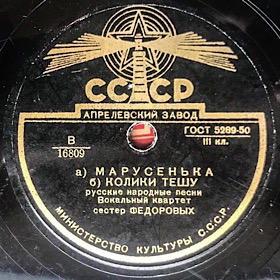 СССР
АПРЕЛЕВСКИЙ ЗАВОД
ГОСТ 5289-50
III кл.
В
16809
а) МАРУСЕНЬКА
б) КОЛИКИ ТЕШУ
русские народные песни
Вокальный квартет
сестер ФЕДОРОВЫХ
МИНИСТЕРСТВО КУЛЬТУРЫ С.С.С.Р.